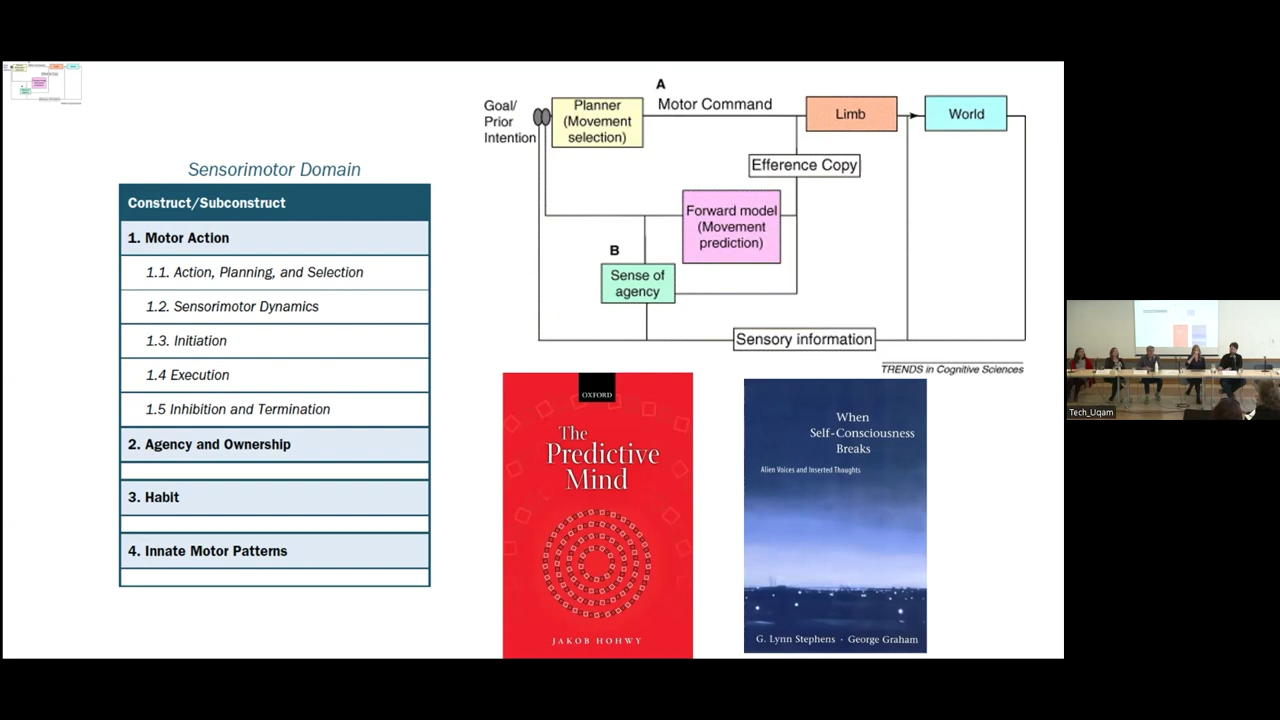 Sensorimotor Domain
Construct/Subconstruct
1. Motor Action
1.1. Action, Planning, and Selection
1.2. Sensorimotor Dynamics
1.3. Initiation
1.4 Execution
1.5 Inhibition and Termination
2. Agency and Ownership
3. Habit
4. Innate Motor Patterns
A
Goal/
Prior
Intention
Planner
(Movement
selection)
Motor Command
Limb
World
Efference Copy
Forward model
(Movement
prediction)
B
Sense of
agency
Sensory information
TRENDS in Cognitive Sciences
OXFORD
The
Predictive
Mind
JAKOB HOHWY
When
Self-Consciousness
Breaks
Alien Voices and Inserted Thoughts
G. Lynn Stephens · George Graham
Tech_Uqam